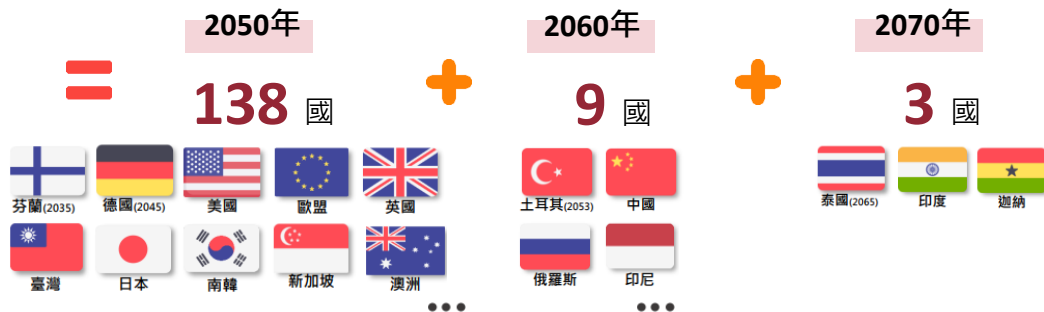 2050年 2060年 2070年
= 138 國 + 9 國 + 3 國
芬蘭(2035) 德國(2045) 美國 歐盟 英國 土耳其(2053) 中國 泰國(2065) 印度 迦納
臺灣 日本 南韓 新加坡 澳洲 俄羅斯 印尼
••• •••